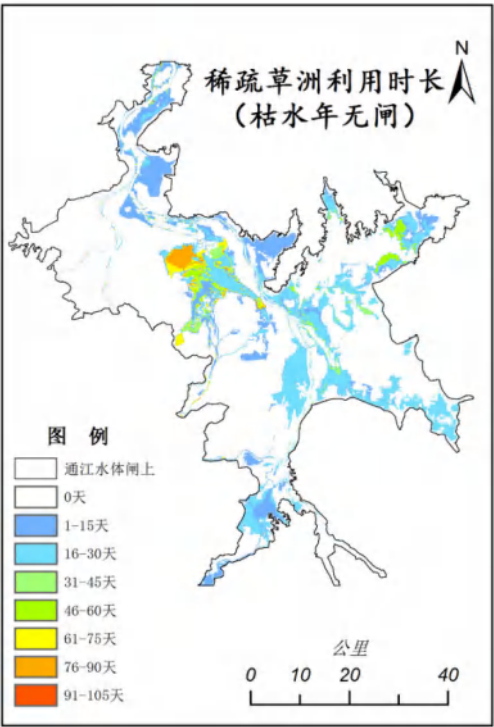 N
稀疏草洲利用时长
（枯水年无闸）
图 例
通江水体闸上
0天
1-15天
16-30天
31-45天
46-60天
61-75天
76-90天
91-105天
公里
0 10 20 40